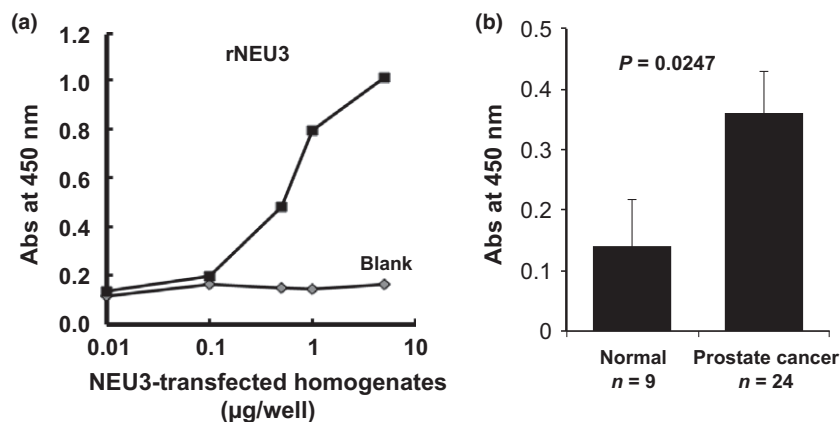 (a)
1.2
1.0
0.8
0.6
0.4
0.2
0.0
Abs at 450 nm
rNEU3
Blank
0.01 0.1 1 10
NEU3-transfected homogenates
(µg/well)
(b)
0.5
0.4
0.3
0.2
0.1
0
Abs at 450 nm
P = 0.0247
Normal Prostate cancer
n = 9 n = 24